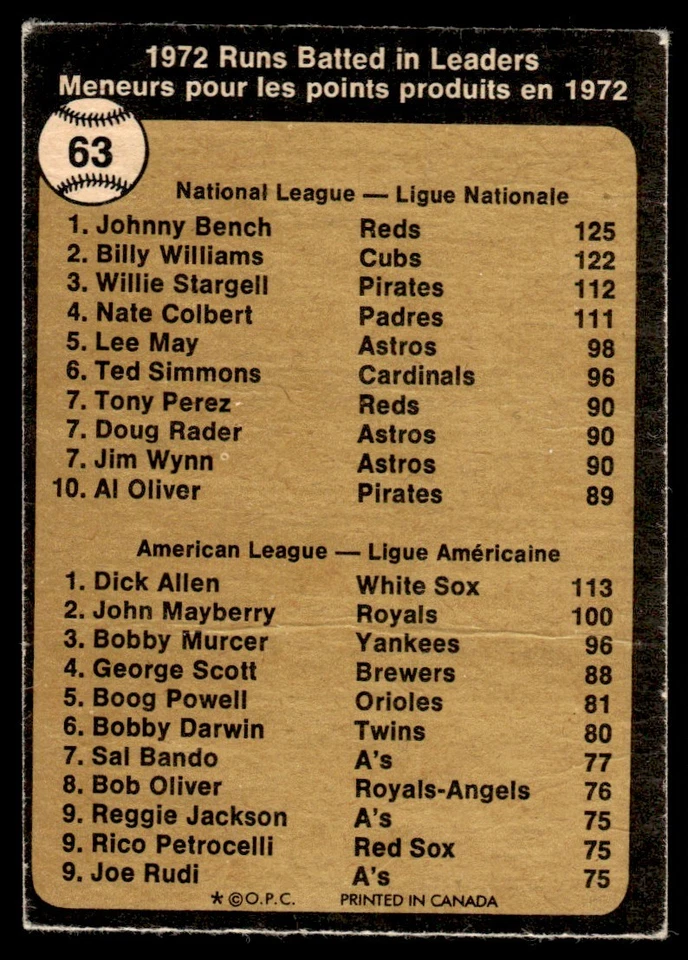 1972 Runs Batted in Leaders
Meneurs pour les points produits en 1972
63
National League — Ligue Nationale
1. Johnny Bench Reds 125
2. Billy Williams Cubs 122
3. Willie Stargell Pirates 112
4. Nate Colbert Padres 111
5. Lee May Astros 98
6. Ted Simmons Cardinals 96
7. Tony Perez Reds 90
7. Doug Rader Astros 90
7. Jim Wynn Astros 90
10. Al Oliver Pirates 89
American League — Ligue Américaine
1. Dick Allen White Sox 113
2. John Mayberry Royals 100
3. Bobby Murcer Yankees 96
4. George Scott Brewers 88
5. Boog Powell Orioles 81
6. Bobby Darwin Twins 80
7. Sal Bando A's 77
8. Bob Oliver Royals-Angels 76
9. Reggie Jackson A's 75
9. Rico Petrocelli Red Sox 75
9. Joe Rudi A's 75
* © O.P.C. PRINTED IN CANADA